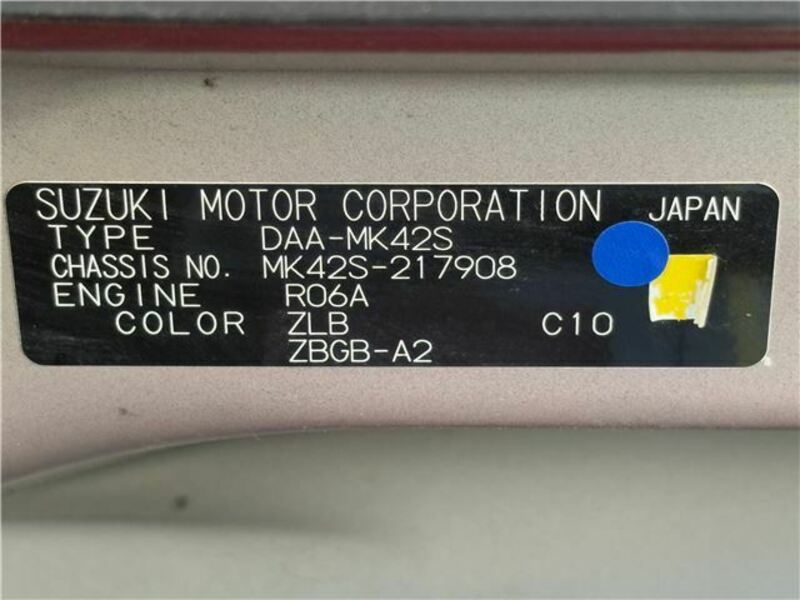 SUZUKI MOTOR CORPORATION JAPAN
TYPE DAA-MK42S
CHASSIS NO. MK42S-217908
ENGINE R06A
COLOR ZLB C10
ZBGB-A2